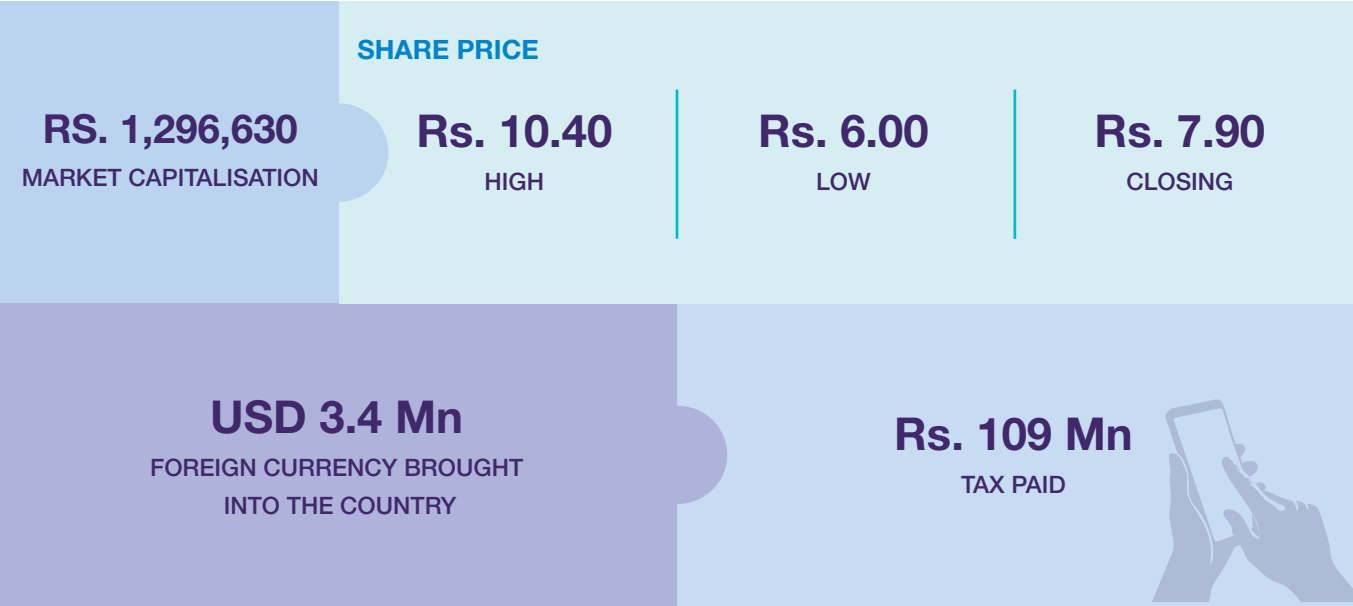 SHARE PRICE
RS. 1,296,630
MARKET CAPITALISATION
Rs. 10.40
HIGH
Rs. 6.00
LOW
Rs. 7.90
CLOSING
USD 3.4 Mn
FOREIGN CURRENCY BROUGHT
INTO THE COUNTRY
Rs. 109 Mn
TAX PAID